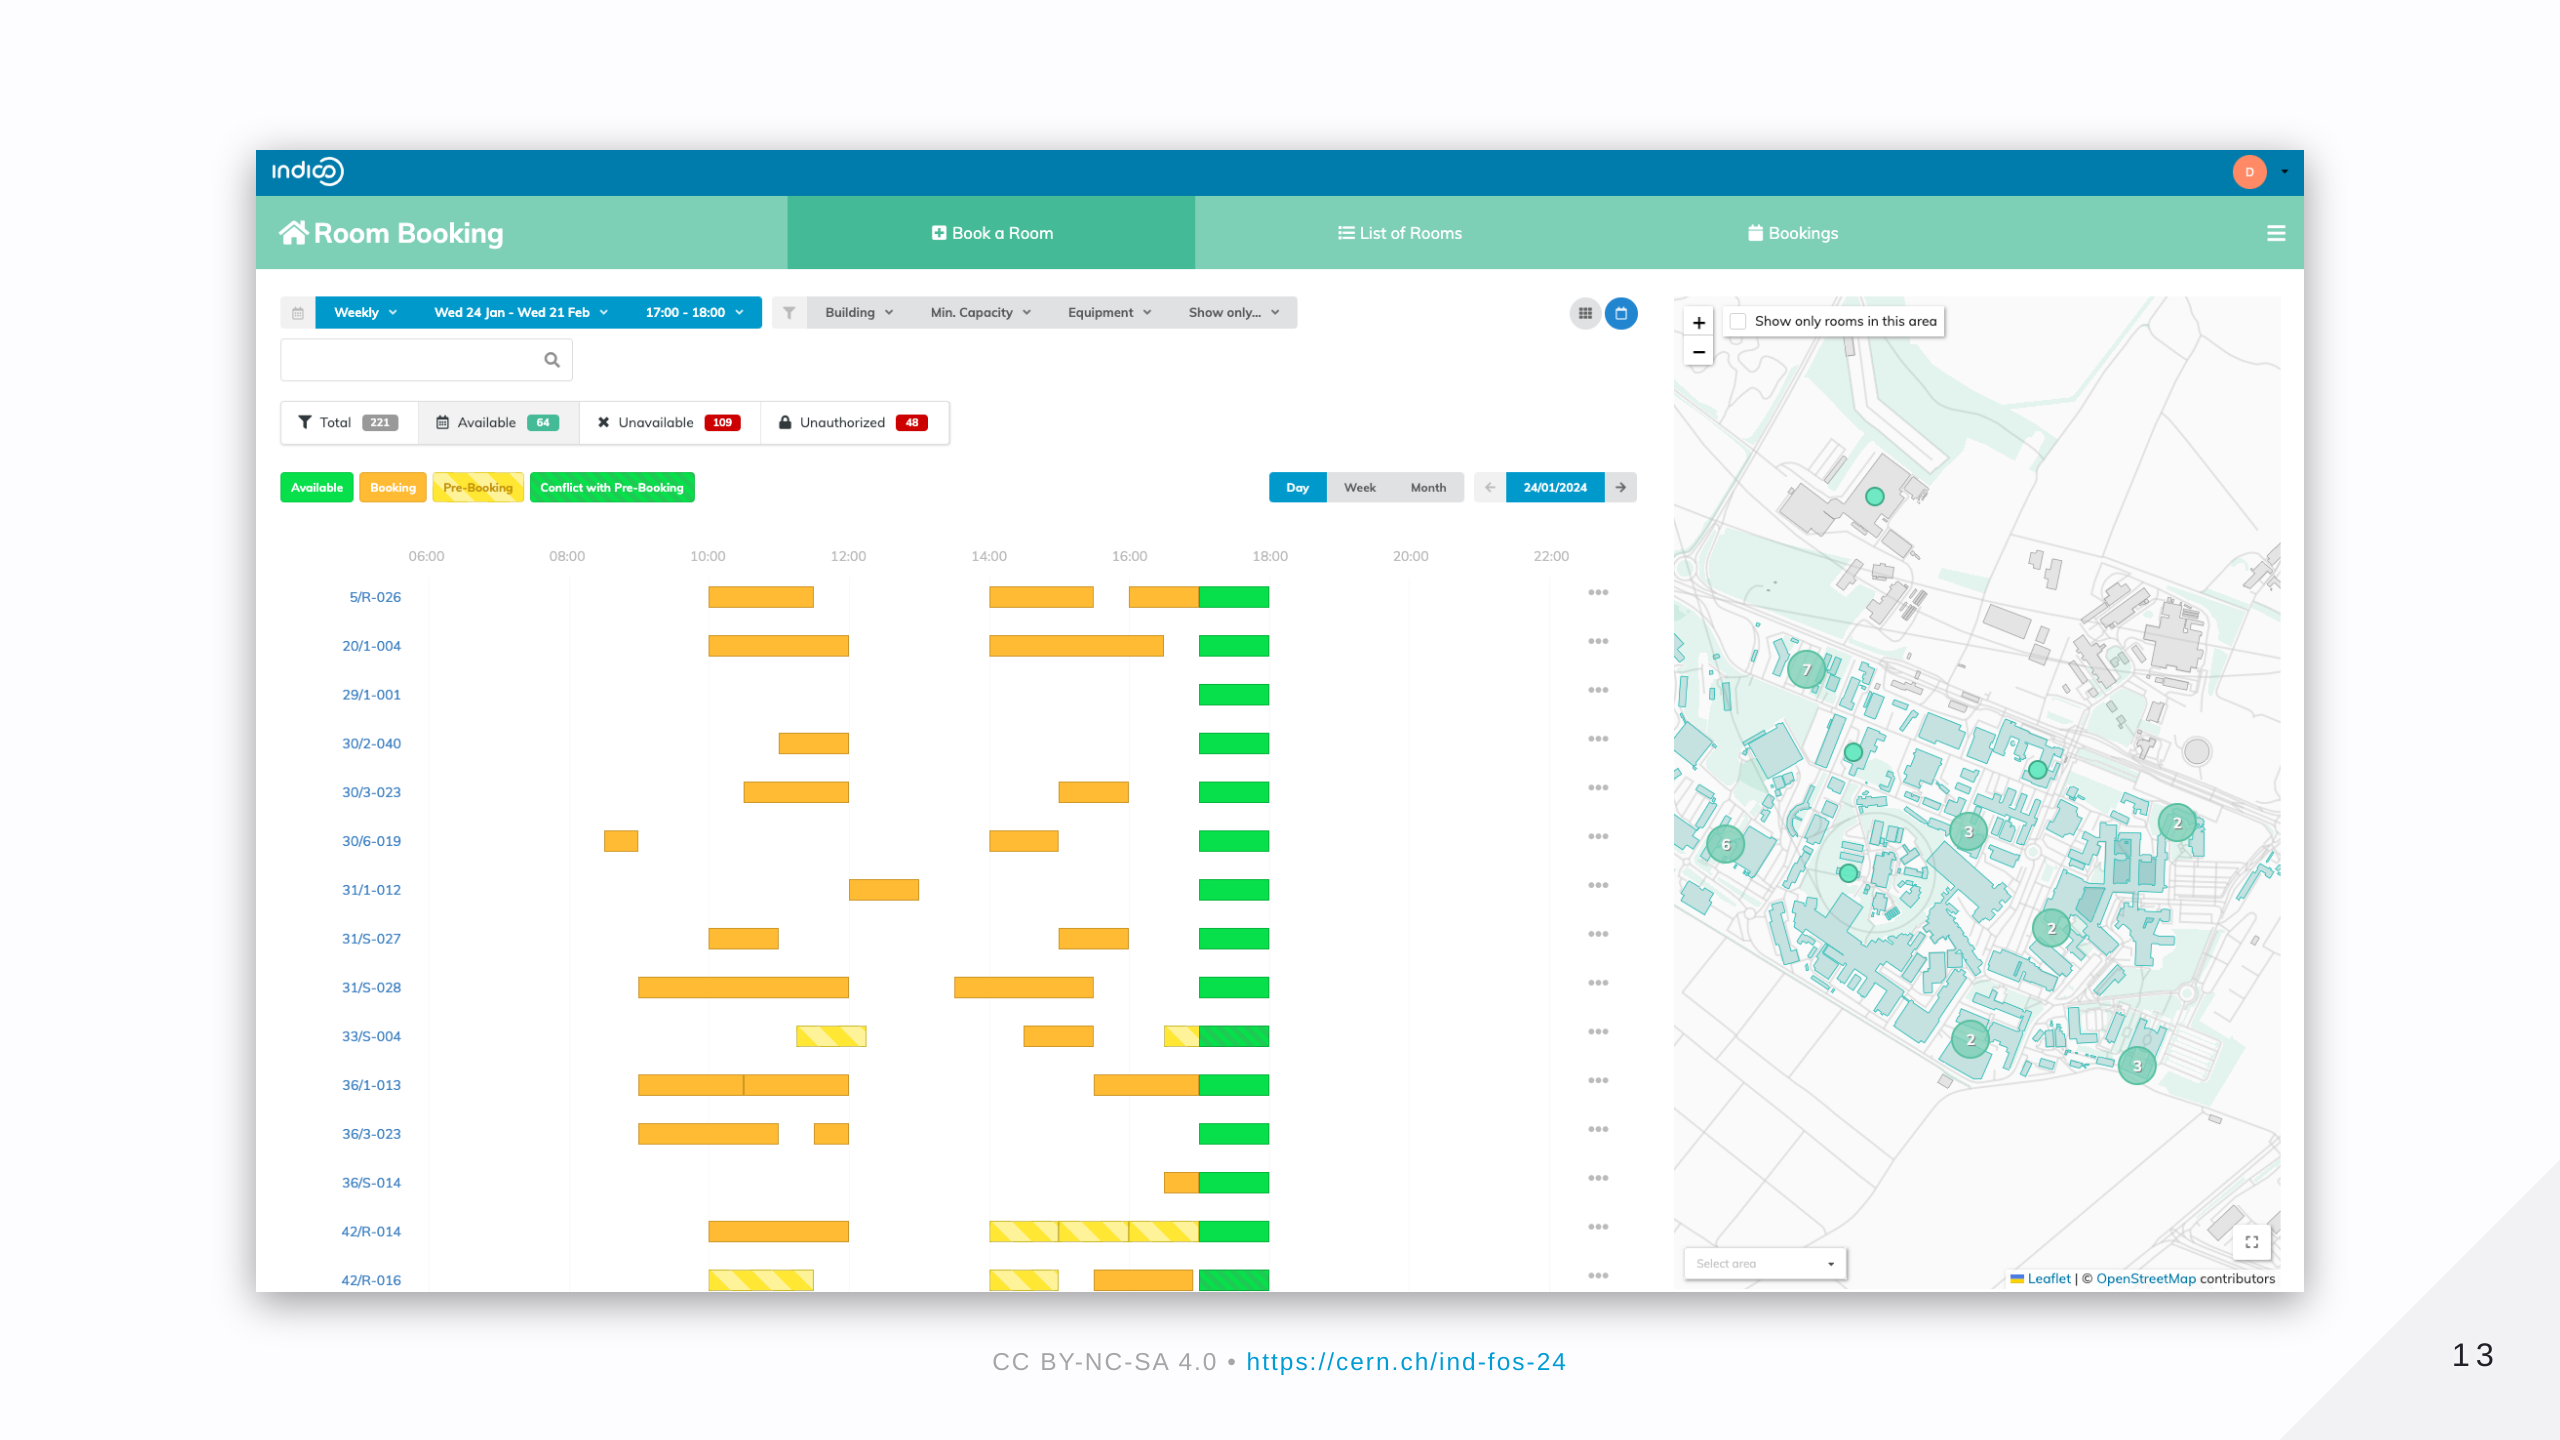 indico
D
Room Booking
Book a Room
List of Rooms
Bookings
Weekly
Wed 24 Jan - Wed 21 Feb
17:00 - 18:00
Building
Min. Capacity
Equipment
Show only...
Total 221
Available 64
Unavailable 109
Unauthorized 48
Available
Booking
Pre-Booking
Conflict with Pre-Booking
Day
Week
Month
24/01/2024
06:00 08:00 10:00 12:00 14:00 16:00 18:00 20:00 22:00
5/R-026
20/1-004
29/1-001
30/2-040
30/3-023
30/6-019
31/1-012
31/S-027
31/S-028
33/S-004
36/1-013
36/3-023
36/S-014
42/R-014
42/R-016
+
−
Show only rooms in this area
7
2
3
6
2
2
3
Select area
Leaflet | © OpenStreetMap contributors
CC BY-NC-SA 4.0 • https://cern.ch/ind-fos-24
13